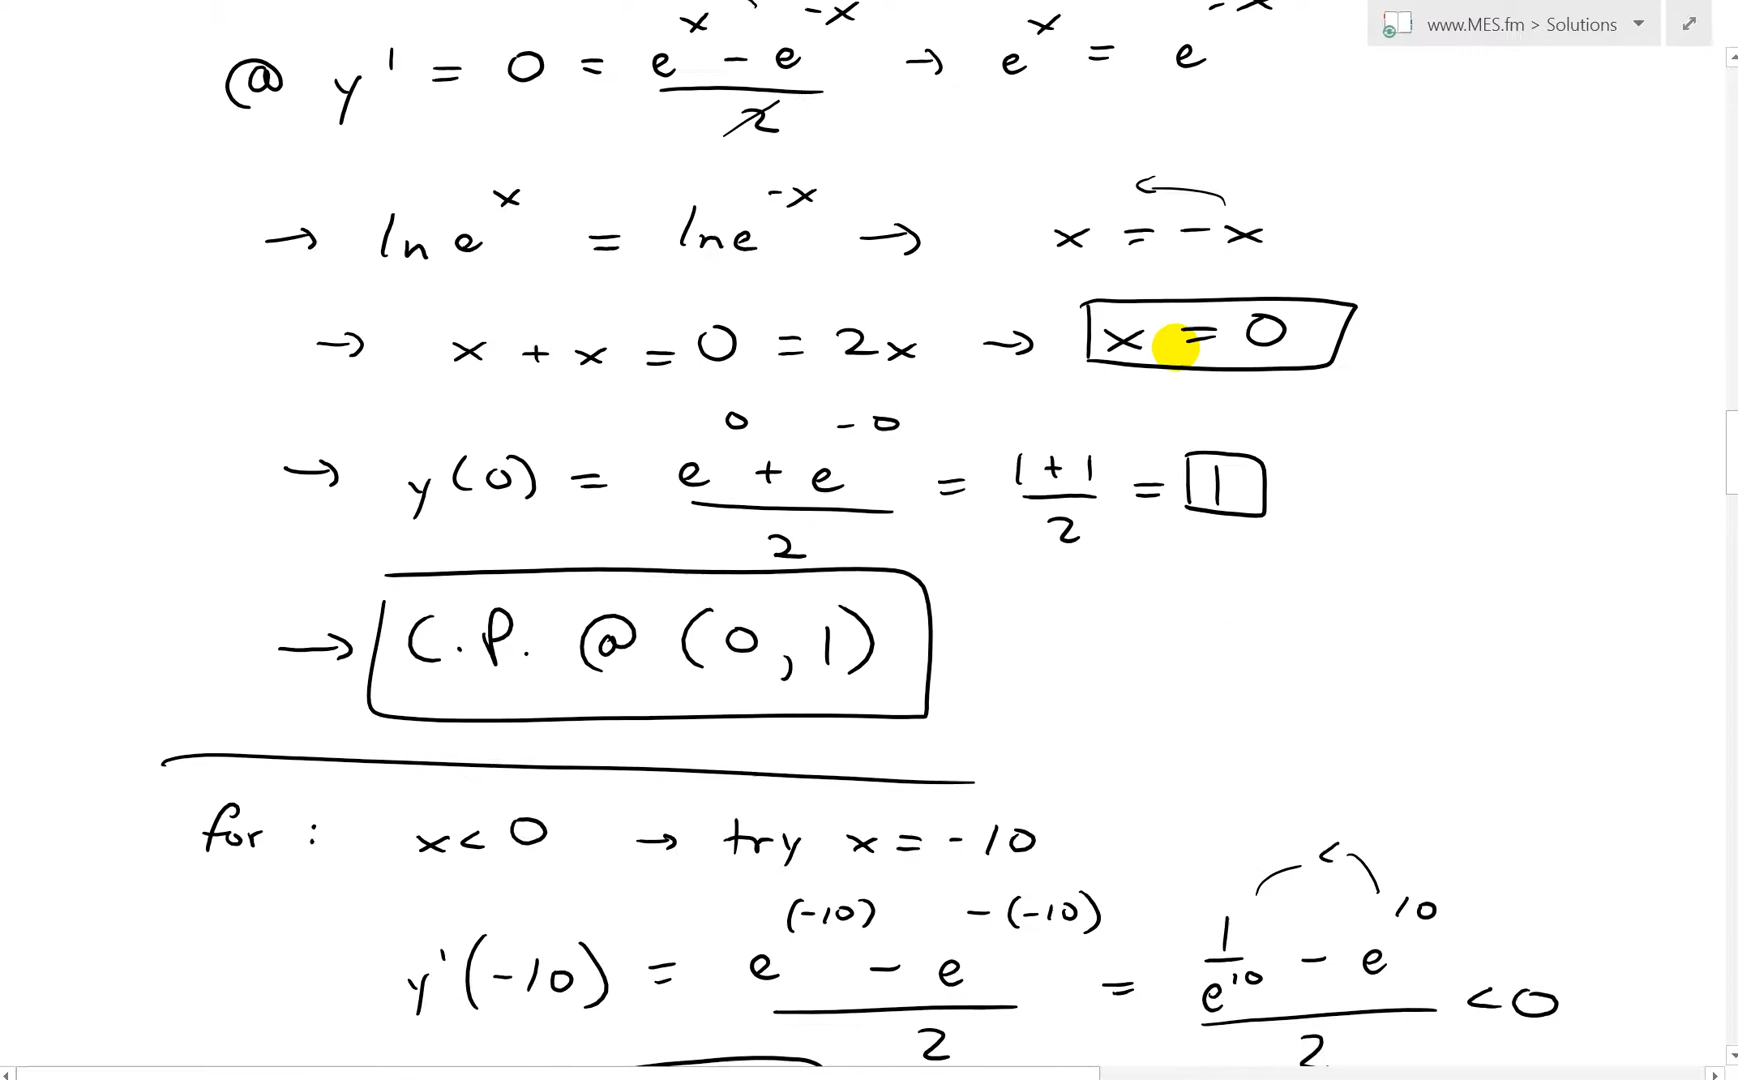 www.MES.fm > Solutions
@ y' = 0 = (e^x - e^-x)/2 → e^x = e^-x
→ ln e^x = ln e^-x → x = -x
→ x + x = 0 = 2x → x = 0
→ y(0) = (e^0 + e^-0)/2 = (1+1)/2 = 1
→ C.P. @ (0,1)
for : x < 0 → try x = -10
y'(-10) = (e^(-10) - e^-(-10))/2 = (1/e^10 - e^10)/2 < 0
<